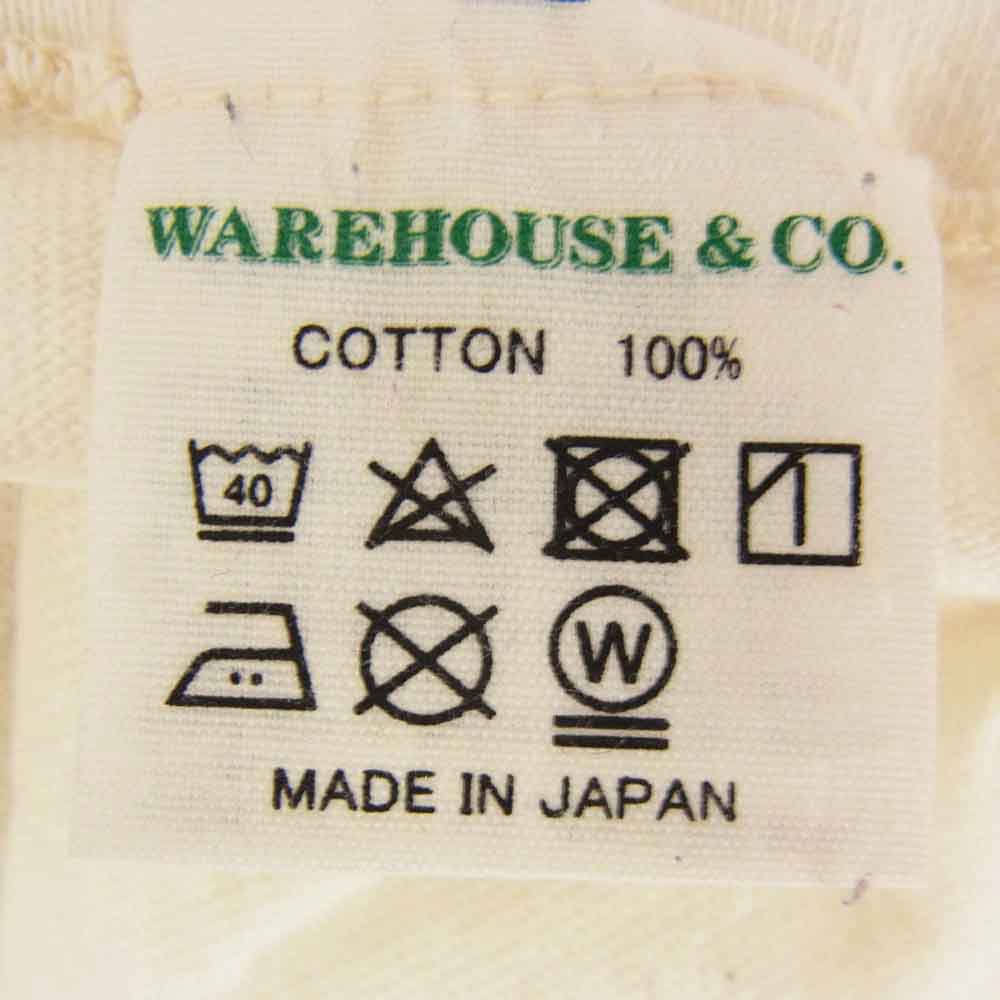 WAREHOUSE & CO.
COTTON 100%
40
W
MADE IN JAPAN